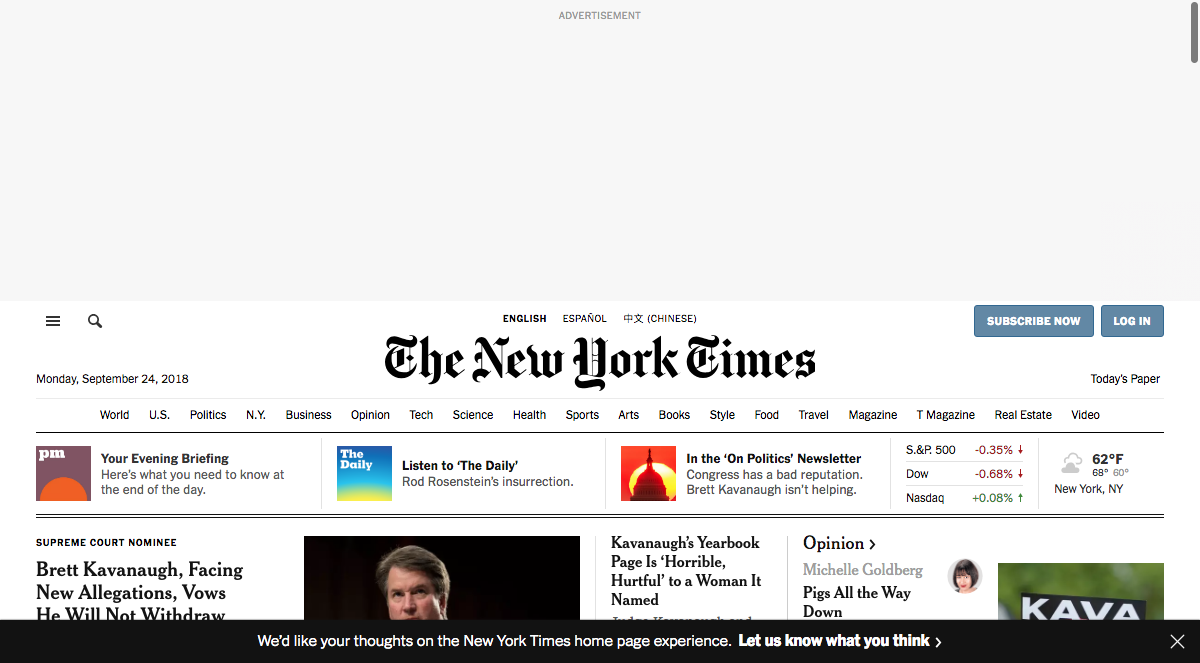 ADVERTISEMENT
ENGLISH ESPAÑOL 中文 (CHINESE)
SUBSCRIBE NOW LOG IN
The New York Times
Monday, September 24, 2018
Today's Paper
World U.S. Politics N.Y. Business Opinion Tech Science Health Sports Arts Books Style Food Travel Magazine T Magazine Real Estate Video
pm
Your Evening Briefing
Here's what you need to know at
the end of the day.
The
Daily
Listen to 'The Daily'
Rod Rosenstein's insurrection.
In the 'On Politics' Newsletter
Congress has a bad reputation.
Brett Kavanaugh isn't helping.
S.&P. 500 -0.35% ↓
Dow -0.68% ↓
Nasdaq +0.08% ↑
62°F
68° 60°
New York, NY
SUPREME COURT NOMINEE
Brett Kavanaugh, Facing
New Allegations, Vows
He Will Not Withdraw
Kavanaugh's Yearbook
Page Is 'Horrible,
Hurtful' to a Woman It
Named
Judge Kavanaugh and
Opinion >
Michelle Goldberg
Pigs All the Way
Down
KAVA
We'd like your thoughts on the New York Times home page experience. Let us know what you think >